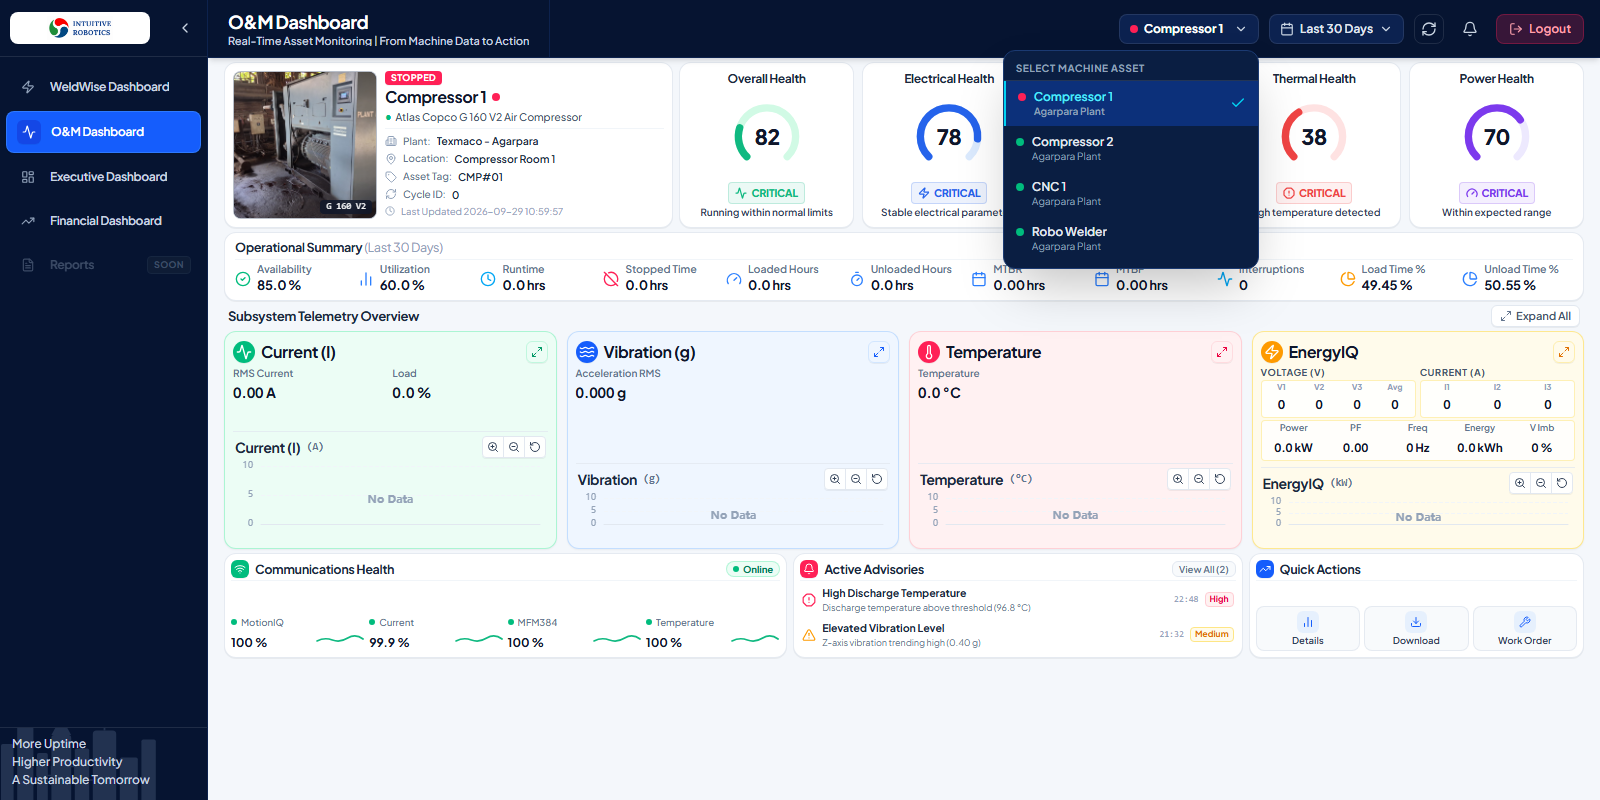 INTUITIVE
ROBOTICS
O&M Dashboard
Real-Time Asset Monitoring | From Machine Data to Action
Compressor 1
Last 30 Days
Logout
WeldWise Dashboard
O&M Dashboard
Executive Dashboard
Financial Dashboard
Reports
SOON
More Uptime
Higher Productivity
A Sustainable Tomorrow
SELECT MACHINE ASSET
Compressor 1
Agarpara Plant
Compressor 2
Agarpara Plant
CNC 1
Agarpara Plant
Robo Welder
Agarpara Plant
PLANT
G 160 V2
STOPPED
Compressor 1
Atlas Copco G 160 V2 Air Compressor
Plant: Texmaco - Agarpara
Location: Compressor Room 1
Asset Tag: CMP#01
Cycle ID: 0
Last Updated 2026-09-29 10:59:57
Overall Health
82
CRITICAL
Running within normal limits
Electrical Health
78
CRITICAL
Stable electrical paramet
Thermal Health
38
CRITICAL
gh temperature detected
Power Health
70
CRITICAL
Within expected range
Operational Summary (Last 30 Days)
Availability
85.0 %
Utilization
60.0 %
Runtime
0.0 hrs
Stopped Time
0.0 hrs
Loaded Hours
0.0 hrs
Unloaded Hours
0.0 hrs
MTBR
0.00 hrs
MTBF
0.00 hrs
Interruptions
0
Load Time %
49.45 %
Unload Time %
50.55 %
Subsystem Telemetry Overview
Expand All
Current (I)
RMS Current
0.00 A
Load
0.0 %
Current (I) (A)
10
5
0
No Data
Vibration (g)
Acceleration RMS
0.000 g
Vibration (g)
10
5
0
No Data
Temperature
Temperature
0.0 °C
Temperature (°C)
10
5
0
No Data
EnergyIQ
VOLTAGE (V)
V1 V2 V3 Avg
0 0 0 0
CURRENT (A)
I1 I2 I3
0 0 0
Power PF Freq Energy V Imb
0.0 kW 0.00 0 Hz 0.0 kWh 0 %
EnergyIQ (kW)
10
5
0
No Data
Communications Health
Online
MotionIQ
100 %
Current
99.9 %
MFM384
100 %
Temperature
100 %
Active Advisories
View All (2)
High Discharge Temperature
Discharge temperature above threshold (96.8 °C)
22:48
High
Elevated Vibration Level
Z-axis vibration trending high (0.40 g)
21:32
Medium
Quick Actions
Details
Download
Work Order